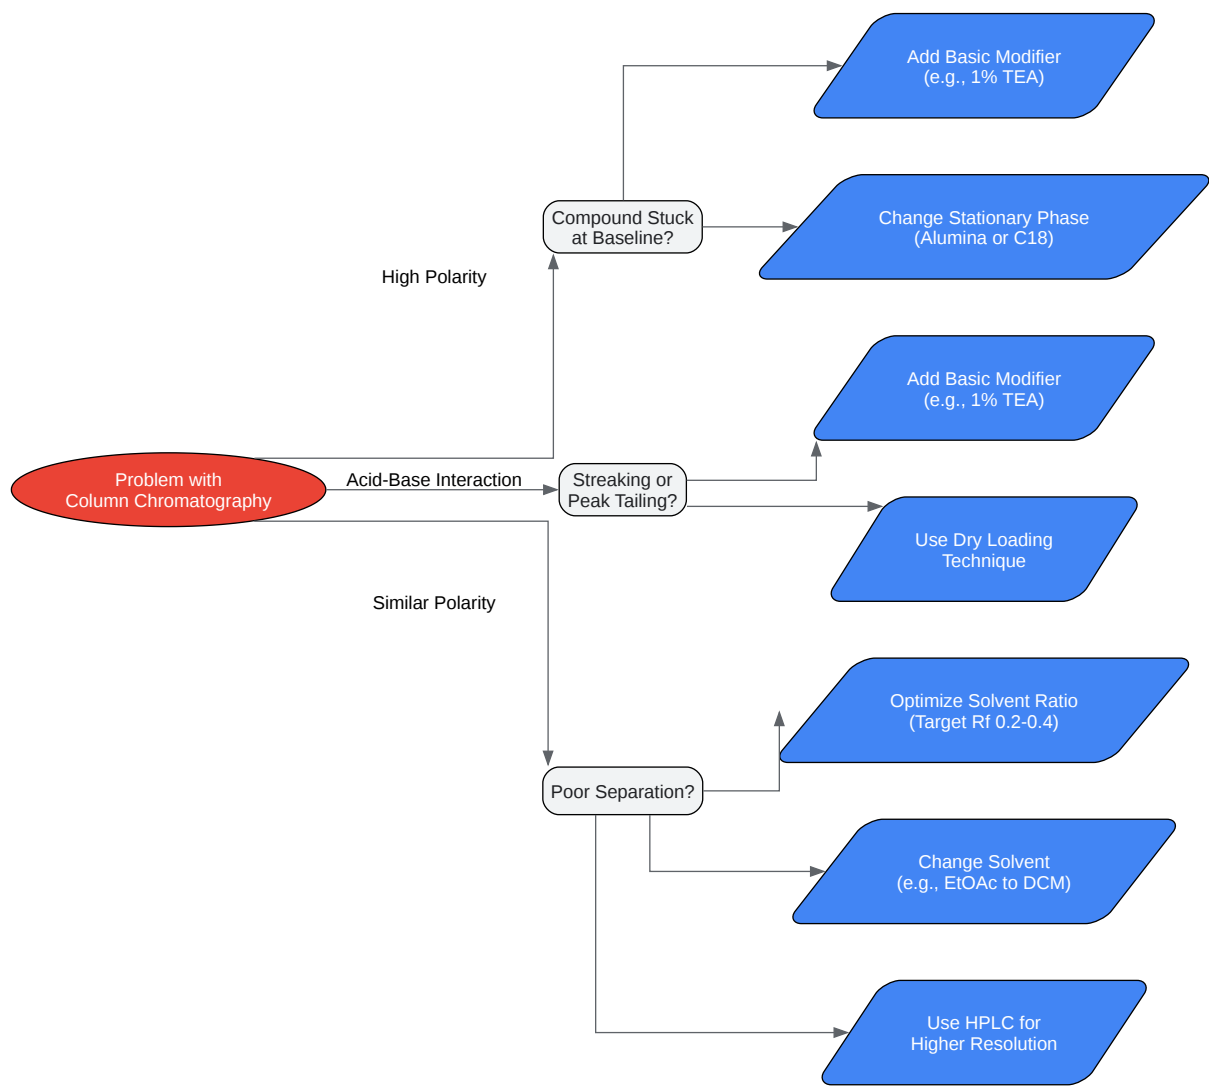 Add Basic Modifier
(e.g., 1% TEA)
Compound Stuck
at Baseline?
Change Stationary Phase
(Alumina or C18)
High Polarity
Add Basic Modifier
(e.g., 1% TEA)
Problem with
Column Chromatography
Acid-Base Interaction
Streaking or
Peak Tailing?
Use Dry Loading
Technique
Similar Polarity
Optimize Solvent Ratio
(Target Rf 0.2-0.4)
Poor Separation?
Change Solvent
(e.g., EtOAc to DCM)
Use HPLC for
Higher Resolution